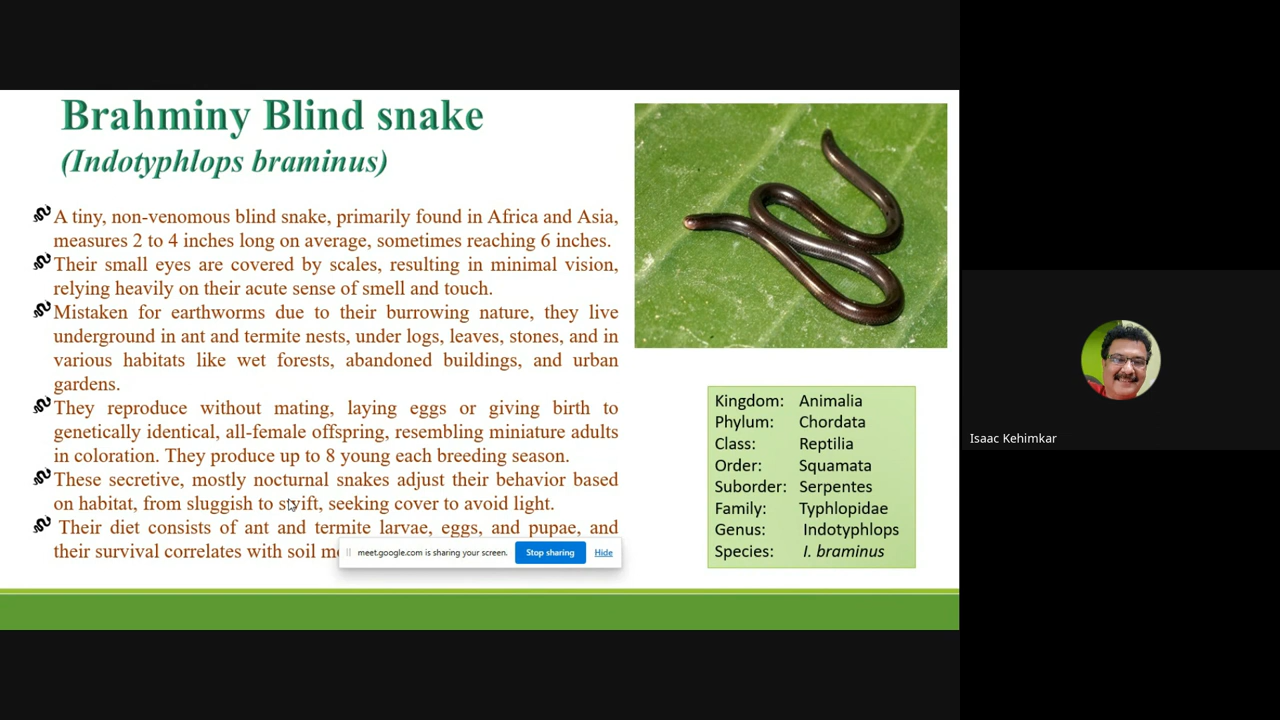 Brahminy Blind snake
(Indotyphlops braminus)
A tiny, non-venomous blind snake, primarily found in Africa and Asia,
measures 2 to 4 inches long on average, sometimes reaching 6 inches.
Their small eyes are covered by scales, resulting in minimal vision,
relying heavily on their acute sense of smell and touch.
Mistaken for earthworms due to their burrowing nature, they live
underground in ant and termite nests, under logs, leaves, stones, and in
various habitats like wet forests, abandoned buildings, and urban
gardens.
They reproduce without mating, laying eggs or giving birth to
genetically identical, all-female offspring, resembling miniature adults
in coloration. They produce up to 8 young each breeding season.
These secretive, mostly nocturnal snakes adjust their behavior based
on habitat, from sluggish to swift, seeking cover to avoid light.
Their diet consists of ant and termite larvae, eggs, and pupae, and
their survival correlates with soil
meet.google.com is sharing your screen. Stop sharing Hide
Kingdom: Animalia
Phylum: Chordata
Class: Reptilia
Order: Squamata
Suborder: Serpentes
Family: Typhlopidae
Genus: Indotyphlops
Species: I. braminus
Isaac Kehimkar